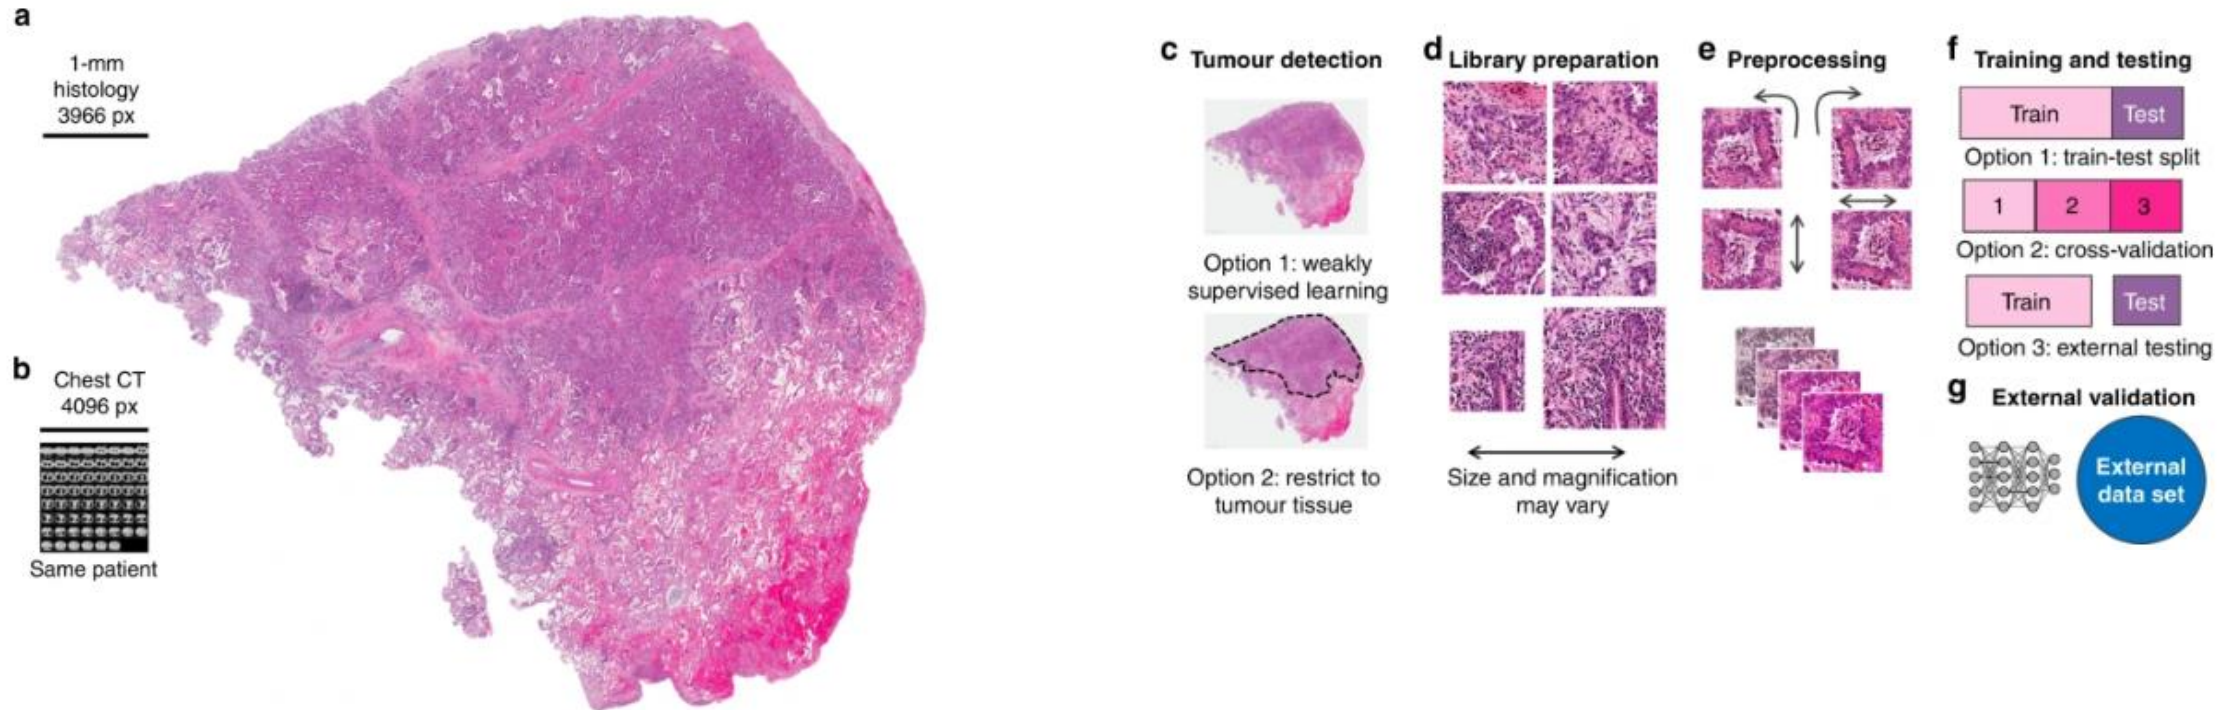 a
1-mm
histology
3966 px
b
Chest CT
4096 px
Same patient
c Tumour detection
Option 1: weakly
supervised learning
Option 2: restrict to
tumour tissue
d Library preparation
Size and magnification
may vary
e Preprocessing
f Training and testing
Train Test
Option 1: train-test split
1 2 3
Option 2: cross-validation
Train Test
Option 3: external testing
g External validation
External
data set